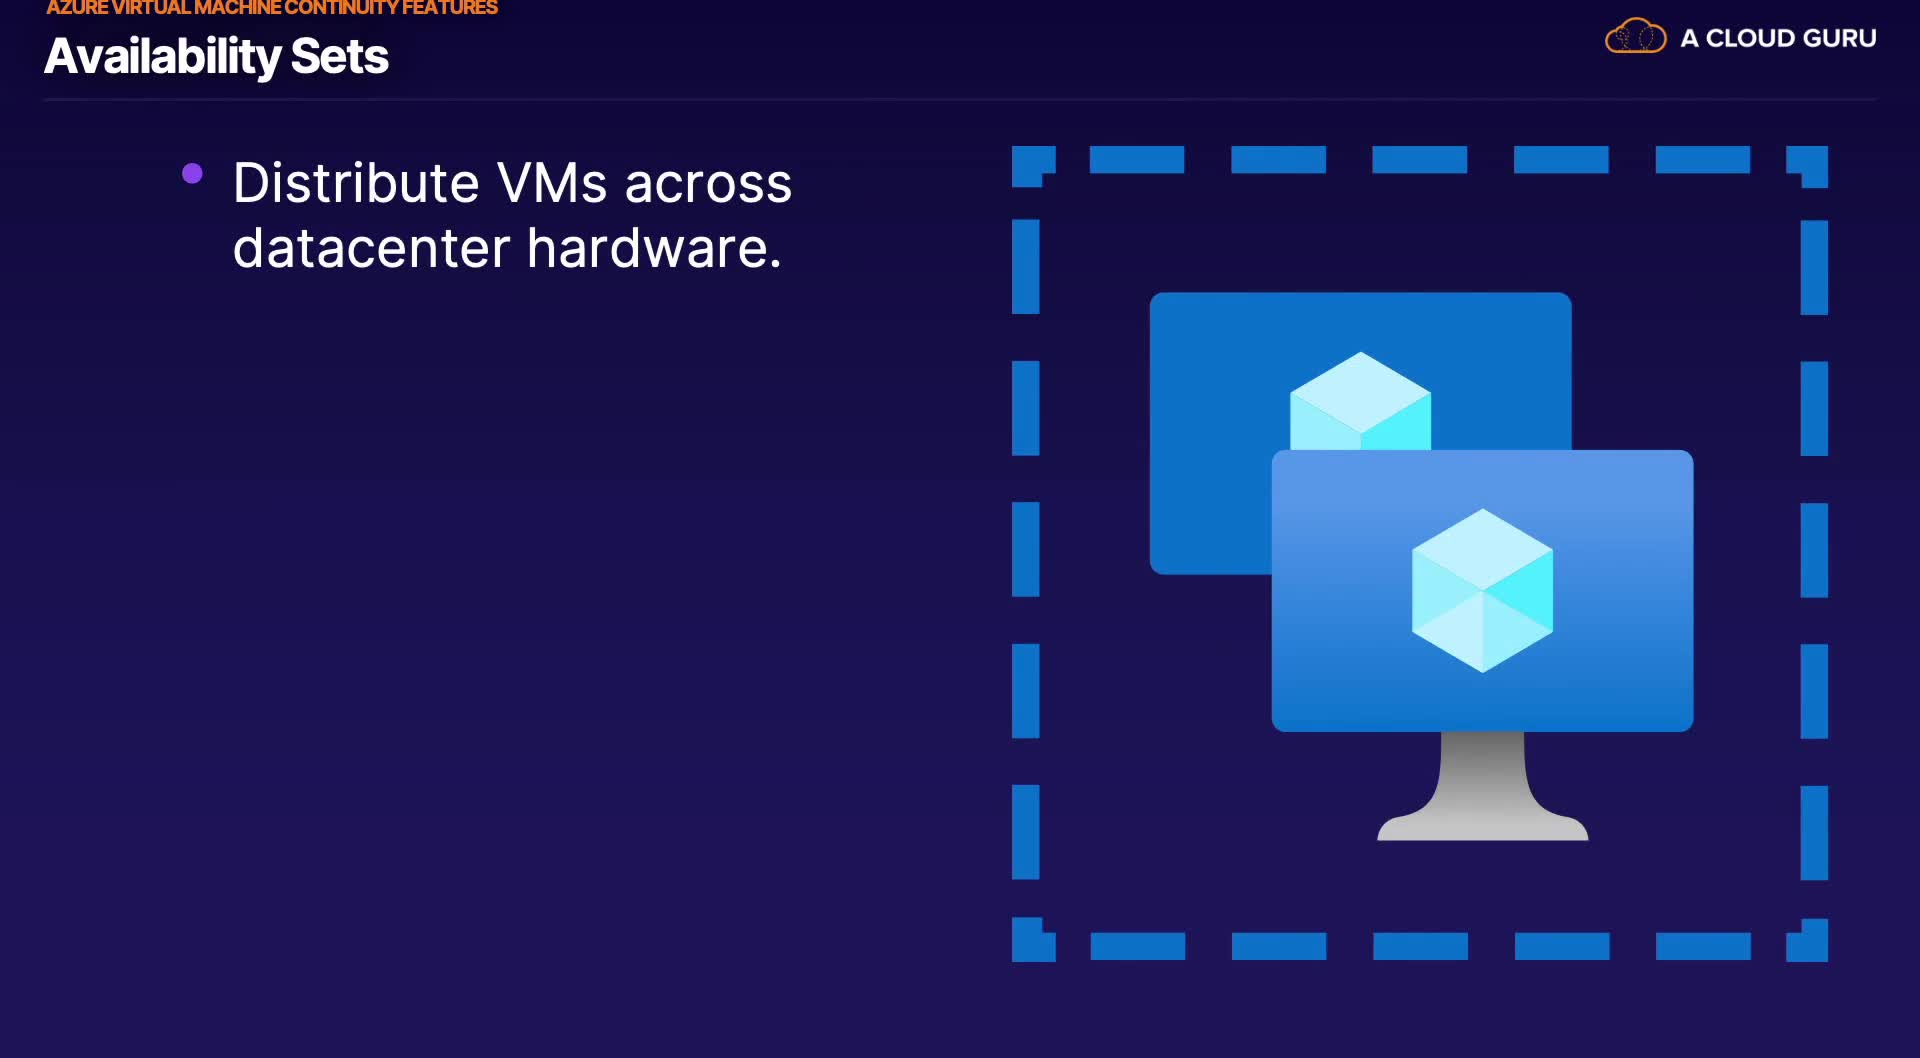 AZURE VIRTUAL MACHINE CONTINUITY FEATURES
Availability Sets
A CLOUD GURU
Distribute VMs across
datacenter hardware.